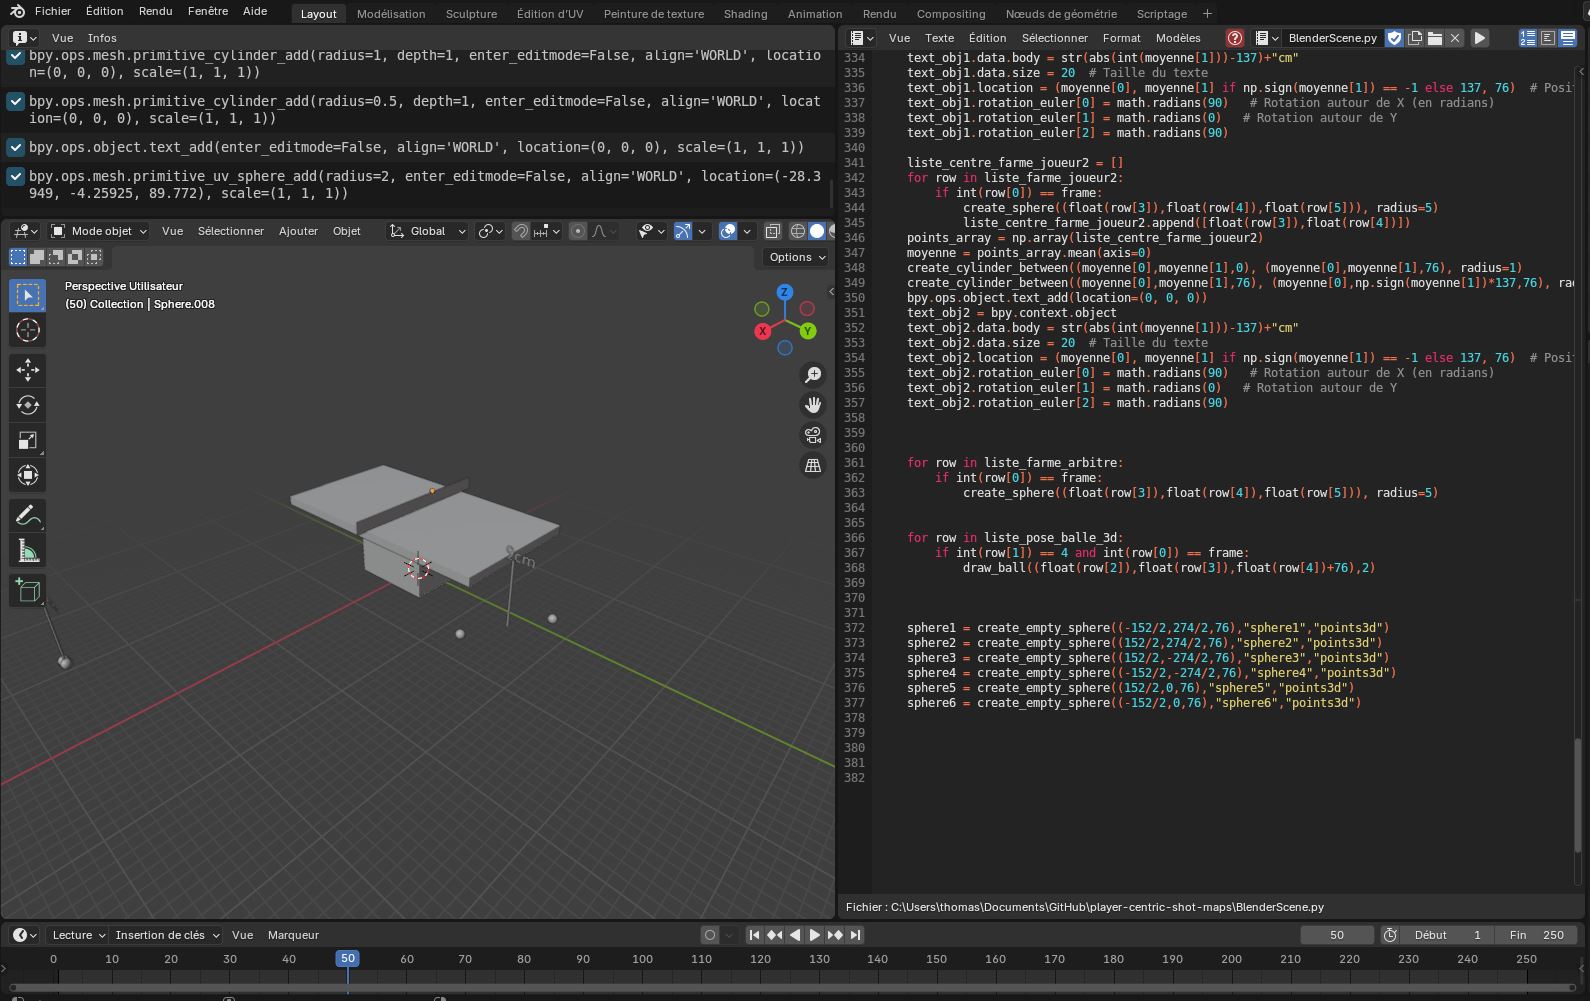 Fichier Édition Rendu Fenêtre Aide Layout Modélisation Sculpture Édition d'UV Peinture de texture Shading Animation Rendu Compositing Nœuds de géométrie Scriptage +
Vue Infos
bpy.ops.mesh.primitive_cylinder_add(radius=1, depth=1, enter_editmode=False, align='WORLD', locatio
n=(0, 0, 0), scale=(1, 1, 1))
bpy.ops.mesh.primitive_cylinder_add(radius=0.5, depth=1, enter_editmode=False, align='WORLD', locat
ion=(0, 0, 0), scale=(1, 1, 1))
bpy.ops.object.text_add(enter_editmode=False, align='WORLD', location=(0, 0, 0), scale=(1, 1, 1))
bpy.ops.mesh.primitive_uv_sphere_add(radius=2, enter_editmode=False, align='WORLD', location=(-28.3
949, -4.25925, 89.772), scale=(1, 1, 1))
Mode objet Vue Sélectionner Ajouter Objet Global
Options
Perspective Utilisateur
(50) Collection | Sphere.008
Z
X
Y
cm
Vue Texte Édition Sélectionner Format Modèles BlenderScene.py
334 text_obj1.data.body = str(abs(int(moyenne[1]))-137)+"cm"
335 text_obj1.data.size = 20 # Taille du texte
336 text_obj1.location = (moyenne[0], moyenne[1] if np.sign(moyenne[1]) == -1 else 137, 76) # Posit
337 text_obj1.rotation_euler[0] = math.radians(90) # Rotation autour de X (en radians)
338 text_obj1.rotation_euler[1] = math.radians(0) # Rotation autour de Y
339 text_obj1.rotation_euler[2] = math.radians(90)
340
341 liste_centre_farme_joueur2 = []
342 for row in liste_farme_joueur2:
343 if int(row[0]) == frame:
344 create_sphere((float(row[3]),float(row[4]),float(row[5])), radius=5)
345 liste_centre_farme_joueur2.append([float(row[3]),float(row[4])])
346 points_array = np.array(liste_centre_farme_joueur2)
347 moyenne = points_array.mean(axis=0)
348 create_cylinder_between((moyenne[0],moyenne[1],0), (moyenne[0],moyenne[1],76), radius=1)
349 create_cylinder_between((moyenne[0],moyenne[1],76), (moyenne[0],np.sign(moyenne[1])*137,76), rad
350 bpy.ops.object.text_add(location=(0, 0, 0))
351 text_obj2 = bpy.context.object
352 text_obj2.data.body = str(abs(int(moyenne[1]))-137)+"cm"
353 text_obj2.data.size = 20 # Taille du texte
354 text_obj2.location = (moyenne[0], moyenne[1] if np.sign(moyenne[1]) == -1 else 137, 76) # Posit
355 text_obj2.rotation_euler[0] = math.radians(90) # Rotation autour de X (en radians)
356 text_obj2.rotation_euler[1] = math.radians(0) # Rotation autour de Y
357 text_obj2.rotation_euler[2] = math.radians(90)
358
359
360
361 for row in liste_farme_arbitre:
362 if int(row[0]) == frame:
363 create_sphere((float(row[3]),float(row[4]),float(row[5])), radius=5)
364
365
366 for row in liste_pose_balle_3d:
367 if int(row[1]) == 4 and int(row[0]) == frame:
368 draw_ball((float(row[2]),float(row[3]),float(row[4])+76),2)
369
370
371
372 sphere1 = create_empty_sphere((-152/2,274/2,76),"sphere1","points3d")
373 sphere2 = create_empty_sphere((152/2,274/2,76),"sphere2","points3d")
374 sphere3 = create_empty_sphere((152/2,-274/2,76),"sphere3","points3d")
375 sphere4 = create_empty_sphere((-152/2,-274/2,76),"sphere4","points3d")
376 sphere5 = create_empty_sphere((152/2,0,76),"sphere5","points3d")
377 sphere6 = create_empty_sphere((-152/2,0,76),"sphere6","points3d")
378
379
380
381
382
Fichier : C:\Users\thomas\Documents\GitHub\player-centric-shot-maps\BlenderScene.py
Lecture Insertion de clés Vue Marqueur 50 Début 1 Fin 250
0 10 20 30 40 50 60 70 80 90 100 110 120 130 140 150 160 170 180 190 200 210 220 230 240 250